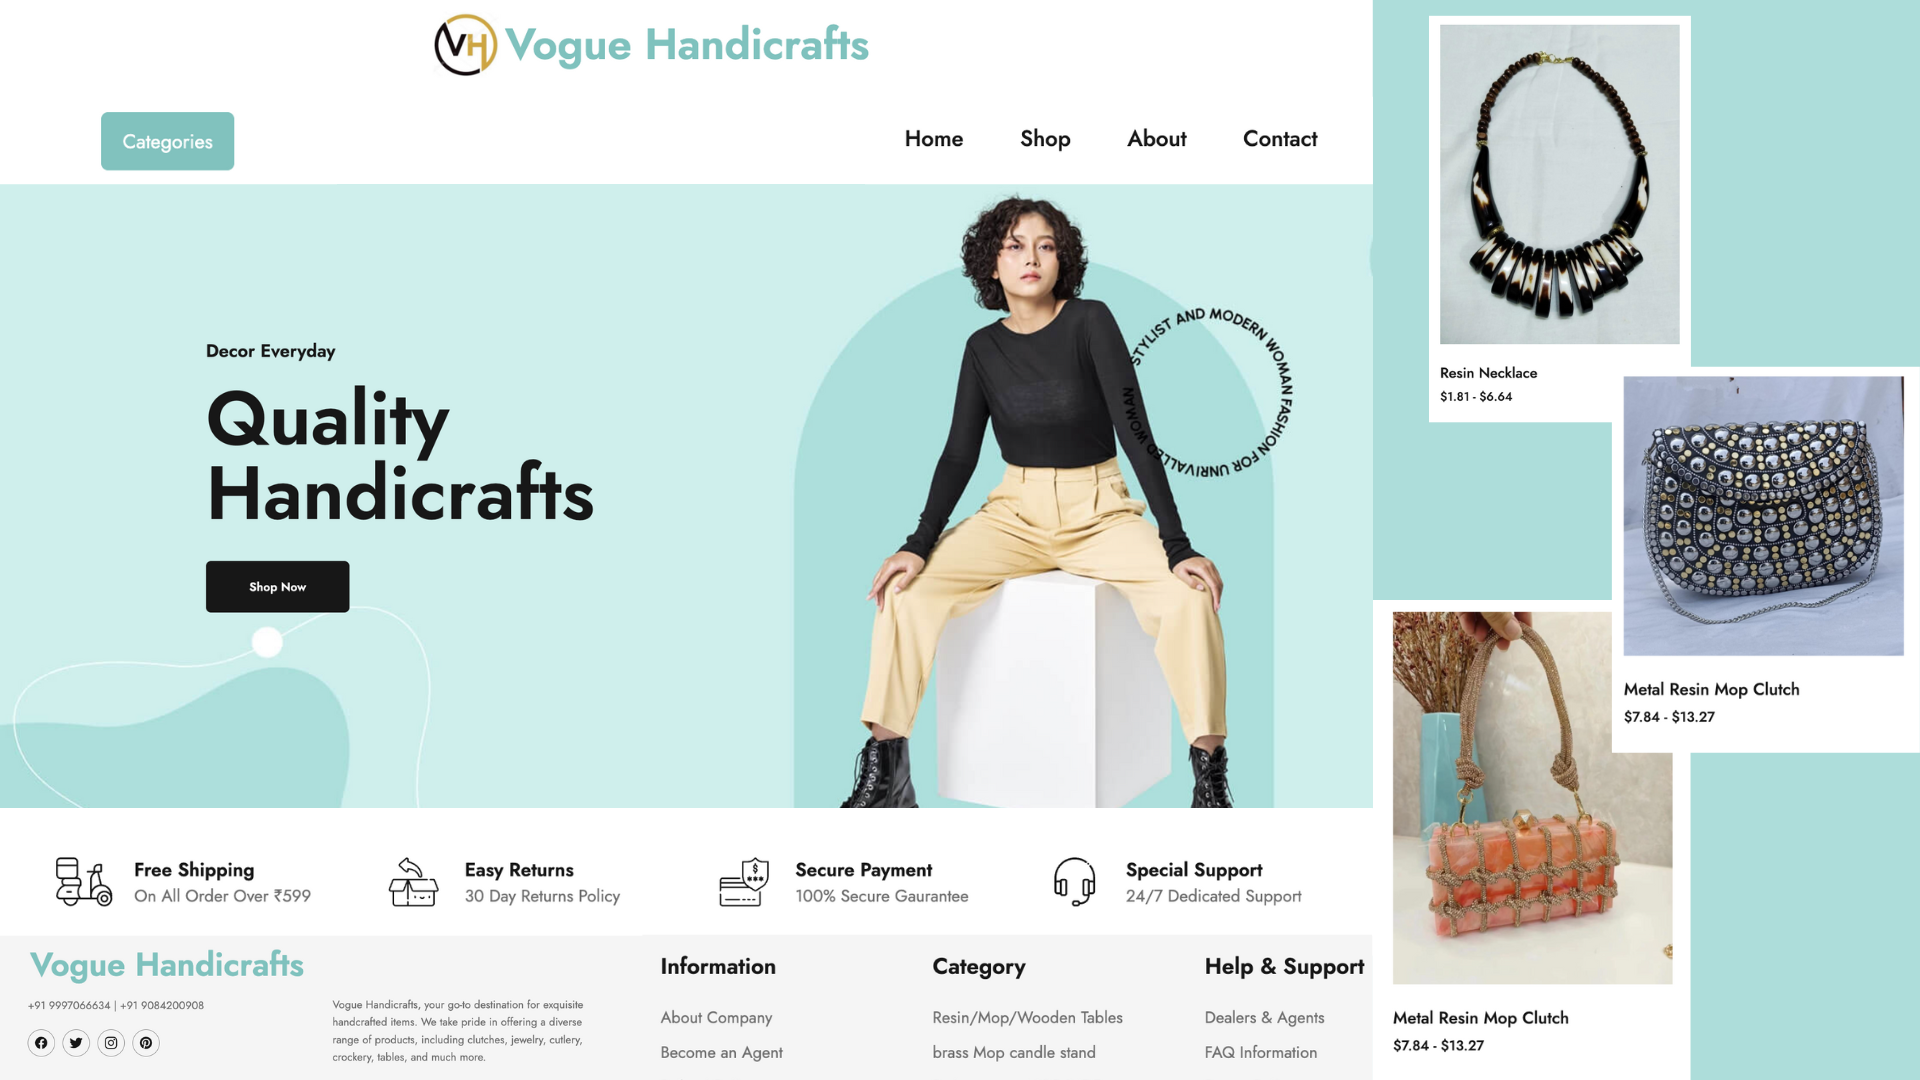 VH Vogue Handicrafts
Categories
Home Shop About Contact
Decor Everyday
Quality
Handicrafts
Shop Now
STYLIST AND MODERN WOMAN FASHION FOR UNRIVALLED WOMAN
Free Shipping
On All Order Over ₹599
Easy Returns
30 Day Returns Policy
Secure Payment
100% Secure Gaurantee
Special Support
24/7 Dedicated Support
Vogue Handicrafts
+91 9997066634 | +91 9084200908
Vogue Handicrafts, your go-to destination for exquisite
handcrafted items. We take pride in offering a diverse
range of products, including clutches, jewelry, cutlery,
crockery, tables, and much more.
Information
About Company
Become an Agent
Category
Resin/Mop/Wooden Tables
brass Mop candle stand
Help & Support
Dealers & Agents
FAQ Information
Resin Necklace
$1.81 - $6.64
Metal Resin Mop Clutch
$7.84 - $13.27
Metal Resin Mop Clutch
$7.84 - $13.27